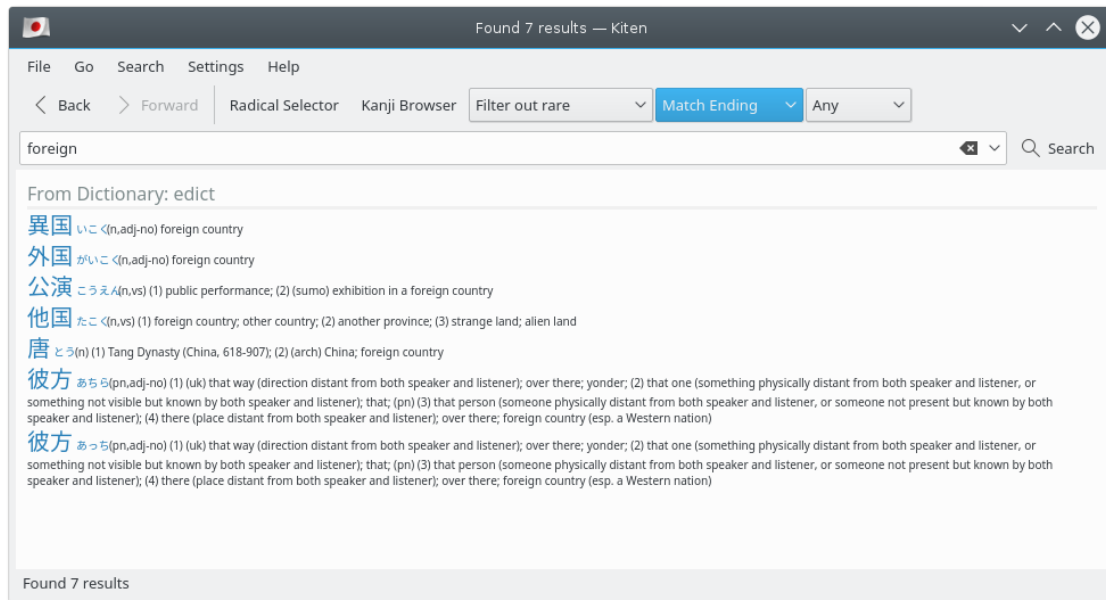 Found 7 results — Kiten
File Go Search Settings Help
Back Forward Radical Selector Kanji Browser Filter out rare Match Ending Any
foreign Search
From Dictionary: edict
異国 いこく(n,adj-no) foreign country
外国 がいこく(n,adj-no) foreign country
公演 こうえん(n,vs) (1) public performance; (2) (sumo) exhibition in a foreign country
他国 たこく(n,vs) (1) foreign country; other country; (2) another province; (3) strange land; alien land
唐 とう(n) (1) Tang Dynasty (China, 618-907); (2) (arch) China; foreign country
彼方 あちら(pn,adj-no) (1) (uk) that way (direction distant from both speaker and listener); over there; yonder; (2) that one (something physically distant from both speaker and listener, or
something not visible but known by both speaker and listener); that; (pn) (3) that person (someone physically distant from both speaker and listener, or someone not present but known by both
speaker and listener); (4) there (place distant from both speaker and listener); over there; foreign country (esp. a Western nation)
彼方 あっち(pn,adj-no) (1) (uk) that way (direction distant from both speaker and listener); over there; yonder; (2) that one (something physically distant from both speaker and listener, or
something not visible but known by both speaker and listener); that; (pn) (3) that person (someone physically distant from both speaker and listener, or someone not present but known by both
speaker and listener); (4) there (place distant from both speaker and listener); over there; foreign country (esp. a Western nation)
Found 7 results